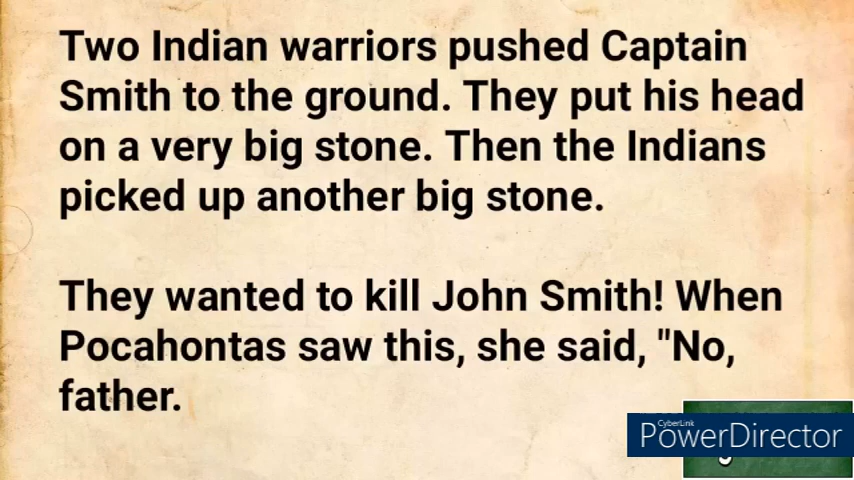 Two Indian warriors pushed Captain
Smith to the ground. They put his head
on a very big stone. Then the Indians
picked up another big stone.
They wanted to kill John Smith! When
Pocahontas saw this, she said, "No,
father.
CyberLink
PowerDirector